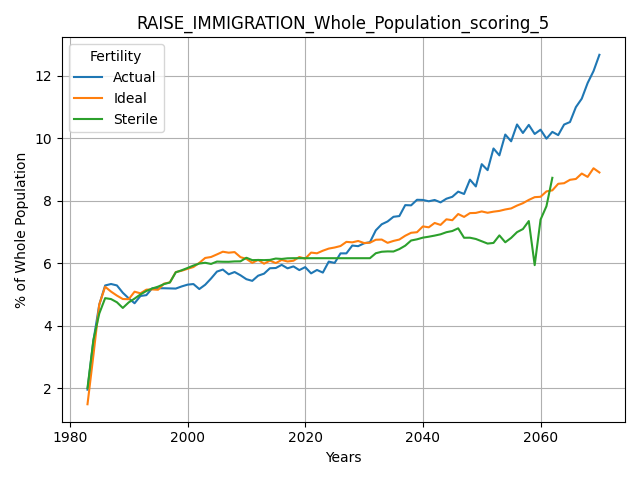 RAISE_IMMIGRATION_Whole_Population_scoring_5
Fertility
Actual
Ideal
Sterile
% of Whole Population
12
10
8
6
4
2
1980
2000
2020
2040
2060
Years